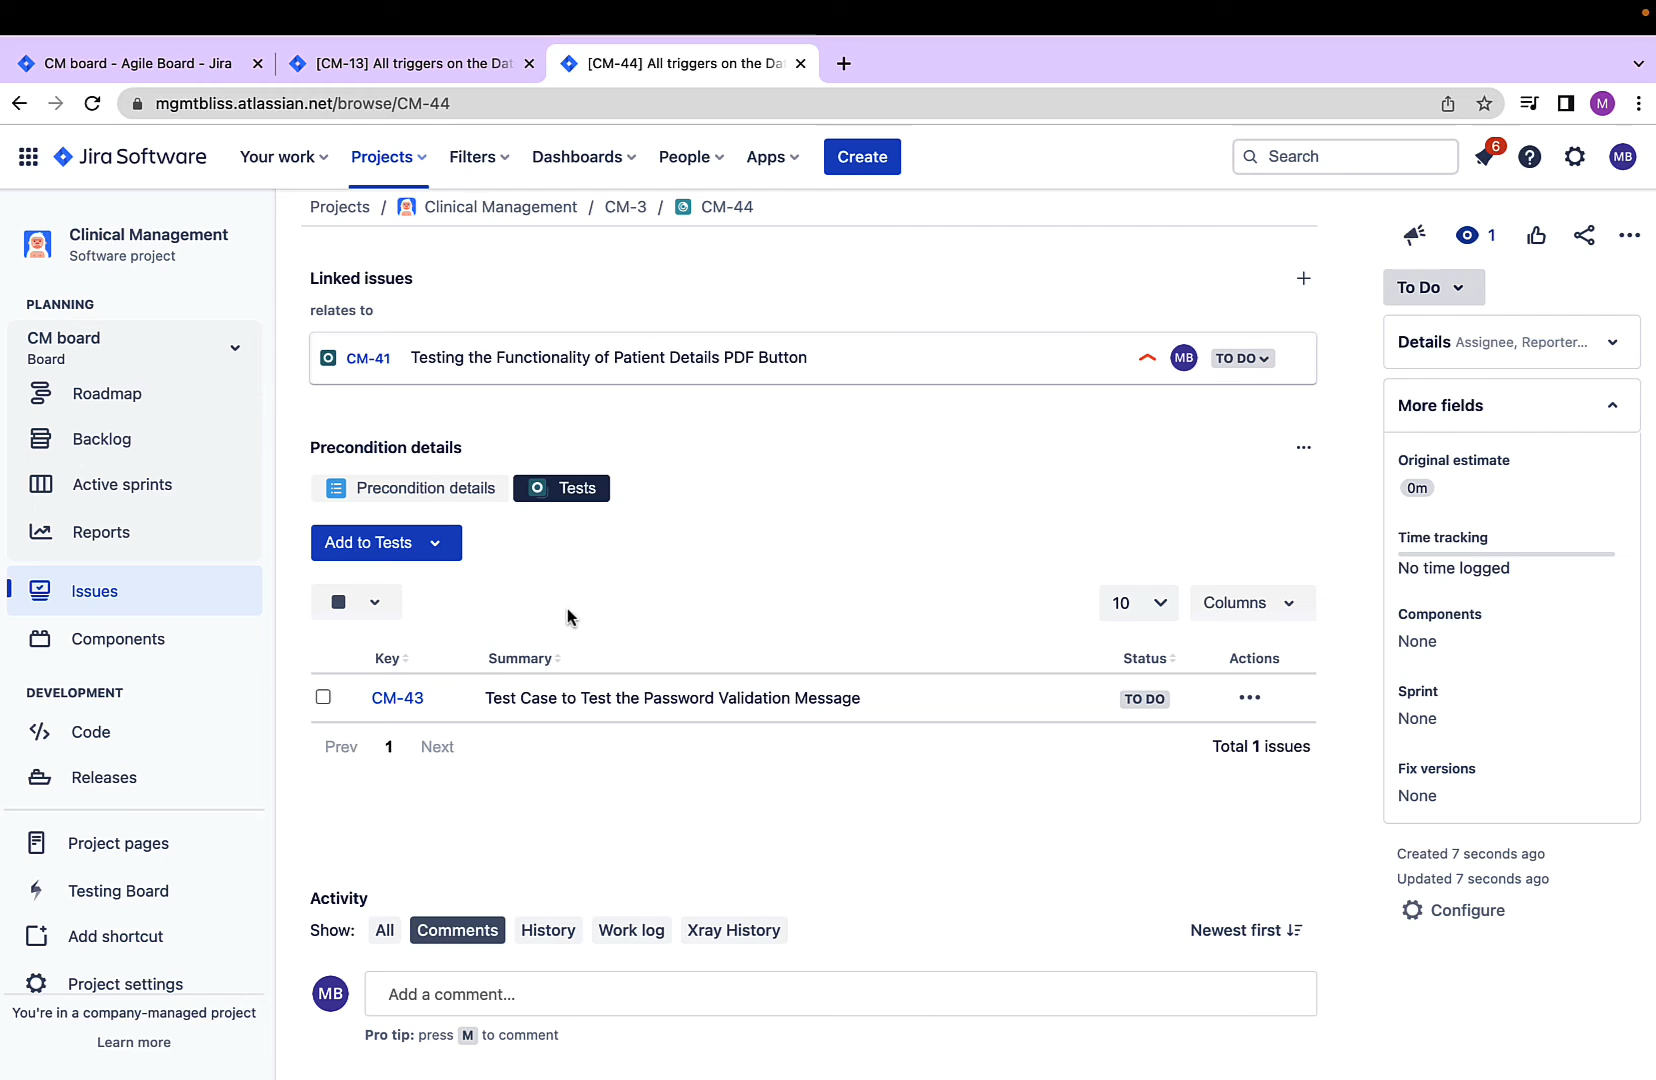 CM board - Agile Board - Jira
[CM-13] All triggers on the Dat
[CM-44] All triggers on the Da
mgmtbliss.atlassian.net/browse/CM-44
M
Jira Software
Your work
Projects
Filters
Dashboards
People
Apps
Create
Search
6
MB
Clinical Management
Software project
PLANNING
CM board
Board
Roadmap
Backlog
Active sprints
Reports
Issues
Components
DEVELOPMENT
Code
Releases
Project pages
Testing Board
Add shortcut
Project settings
You're in a company-managed project
Learn more
Projects / Clinical Management / CM-3 / CM-44
Linked issues
relates to
CM-41 Testing the Functionality of Patient Details PDF Button MB TO DO
Precondition details
Precondition details Tests
Add to Tests
10 Columns
Key Summary Status Actions
CM-43 Test Case to Test the Password Validation Message TO DO
Prev 1 Next Total 1 issues
Activity
Show: All Comments History Work log Xray History Newest first
MB Add a comment...
Pro tip: press M to comment
1
To Do
Details Assignee, Reporter...
More fields
Original estimate
0m
Time tracking
No time logged
Components
None
Sprint
None
Fix versions
None
Created 7 seconds ago
Updated 7 seconds ago
Configure